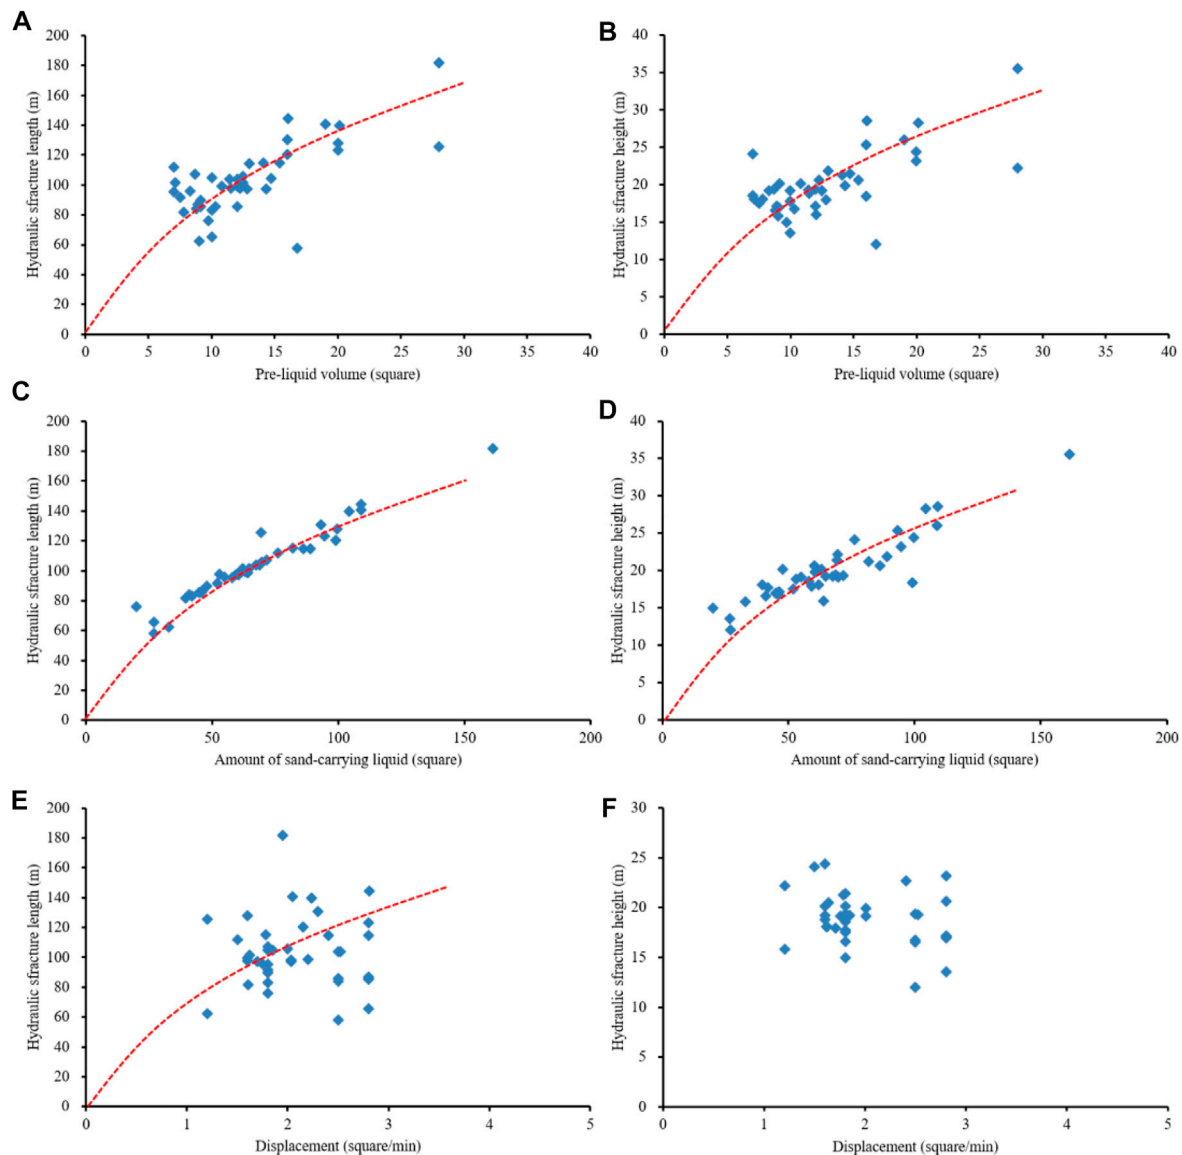 A
200
180
160
140
120
100
80
60
40
20
0
Hydraulic sfracture length (m)
0 5 10 15 20 25 30 35 40
Pre-liquid volume (square)
B
40
35
30
25
20
15
10
5
0
Hydraulic sfracture height (m)
0 5 10 15 20 25 30 35 40
Pre-liquid volume (square)
C
200
180
160
140
120
100
80
60
40
20
0
Hydraulic sfracture length (m)
0 50 100 150 200
Amount of sand-carrying liquid (square)
D
40
35
30
25
20
15
10
5
0
Hydraulic sfracture height (m)
0 50 100 150 200
Amount of sand-carrying liquid (square)
E
200
180
160
140
120
100
80
60
40
20
0
Hydraulic sfracture length (m)
0 1 2 3 4 5
Displacement (square/min)
F
30
25
20
15
10
5
0
Hydraulic sfracture height (m)
0 1 2 3 4 5
Displacement (square/min)